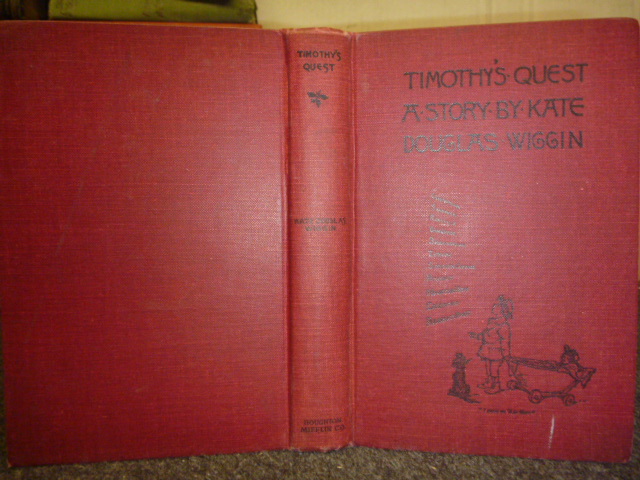 TIMOTHY'S
QUEST
KATE DOUGLAS
WIGGIN
HOUGHTON
MIFFLIN CO.
TIMOTHY'S·QUEST
A·STORY·BY·KATE
DOUGLAS·WIGGIN